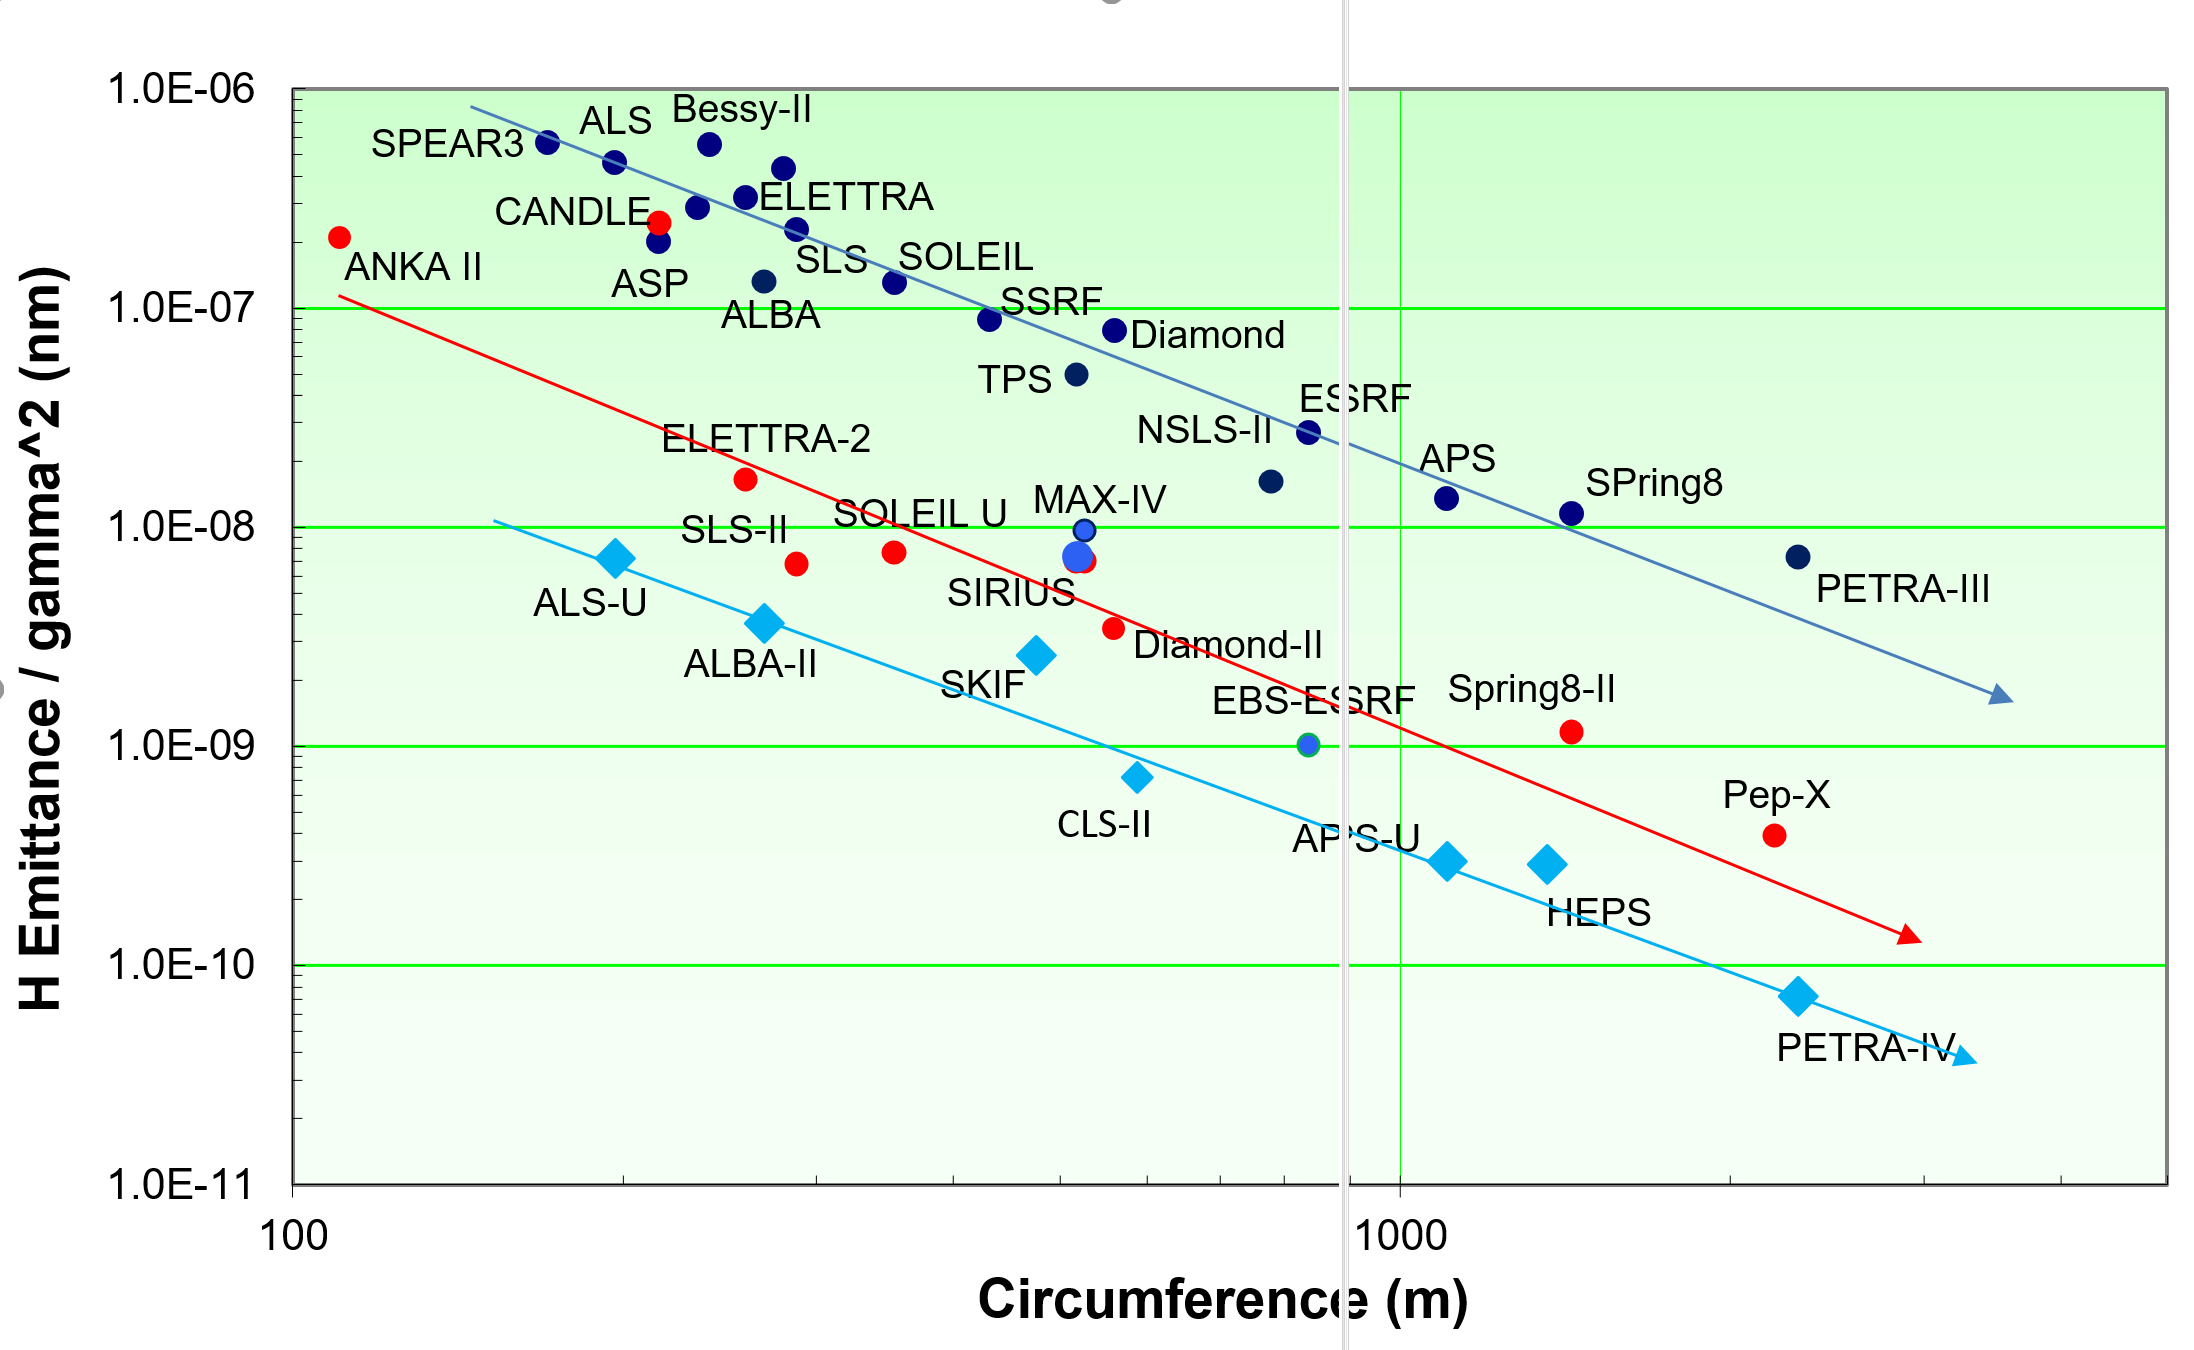 1.0E-06
1.0E-07
1.0E-08
1.0E-09
1.0E-10
1.0E-11
H Emittance / gamma^2 (nm)
Bessy-II
ALS
SPEAR3
ELETTRA
CANDLE
SLS
SOLEIL
ANKA II
ASP
SSRF
ALBA
Diamond
TPS
ESRF
NSLS-II
ELETTRA-2
APS
SPring8
MAX-IV
SOLEIL U
SLS-II
PETRA-III
SIRIUS
ALS-U
Diamond-II
ALBA-II
SKIF
Spring8-II
EBS-ESRF
Pep-X
CLS-II
APS-U
HEPS
PETRA-IV
100
1000
Circumference (m)